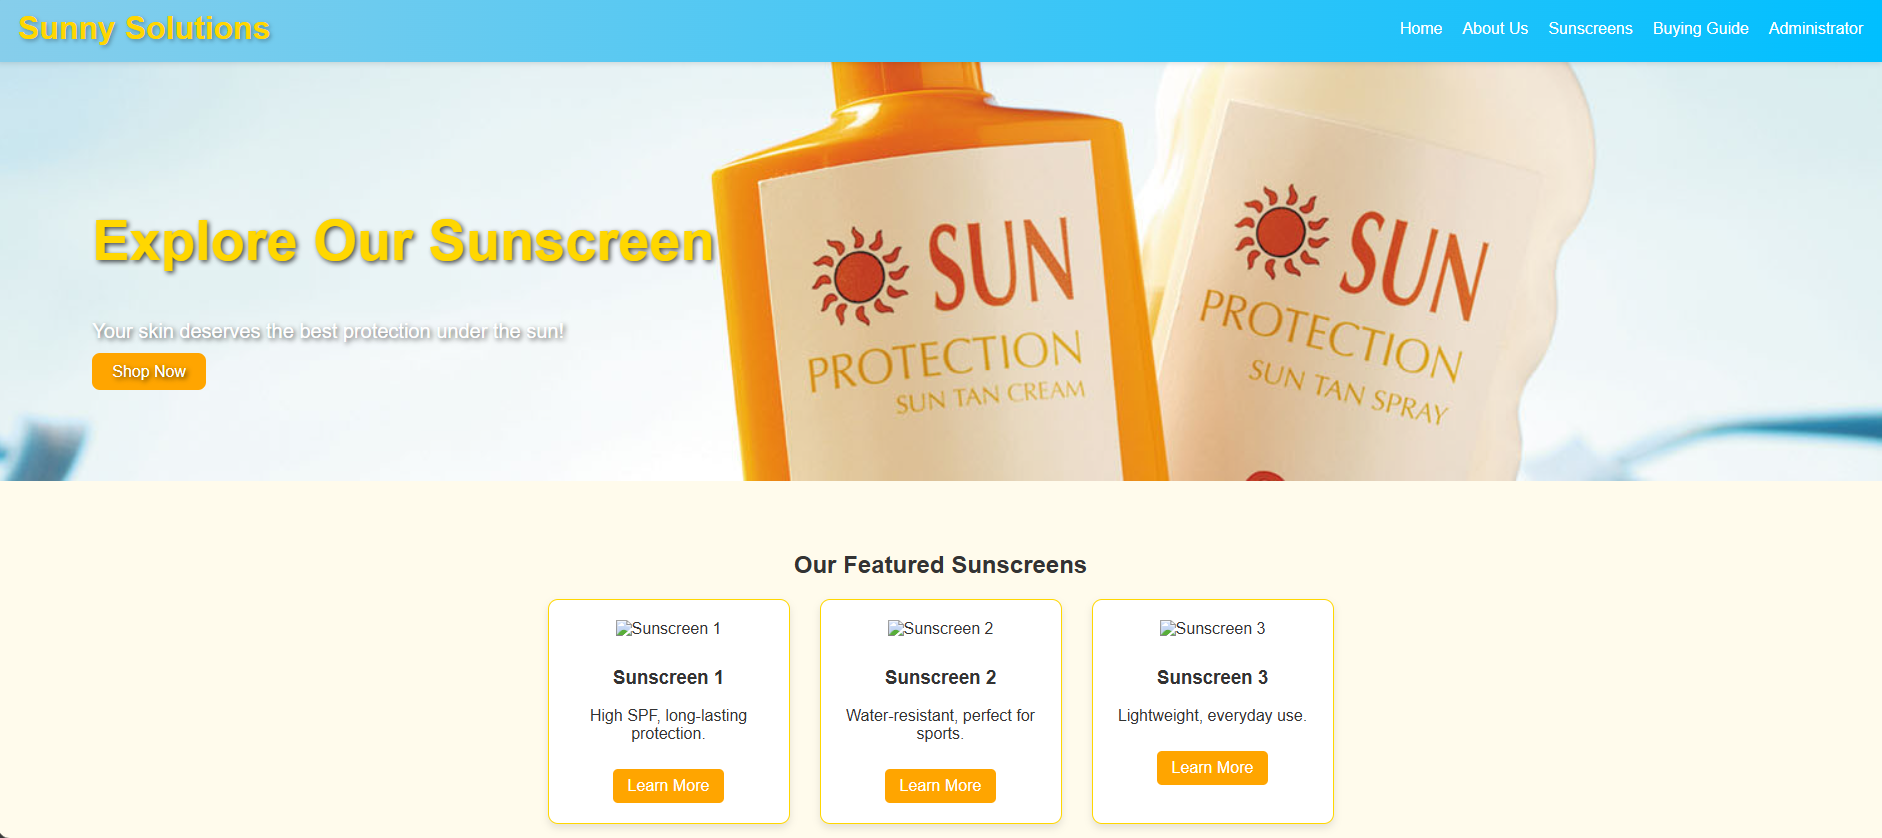 Sunny Solutions
Home About Us Sunscreens Buying Guide Administrator
Explore Our Sunscreen
Your skin deserves the best protection under the sun!
Shop Now
SUN
PROTECTION
SUN TAN CREAM
SUN
PROTECTION
SUN TAN SPRAY
Our Featured Sunscreens
Sunscreen 1
Sunscreen 1
High SPF, long-lasting
protection.
Learn More
Sunscreen 2
Sunscreen 2
Water-resistant, perfect for
sports.
Learn More
Sunscreen 3
Sunscreen 3
Lightweight, everyday use.
Learn More